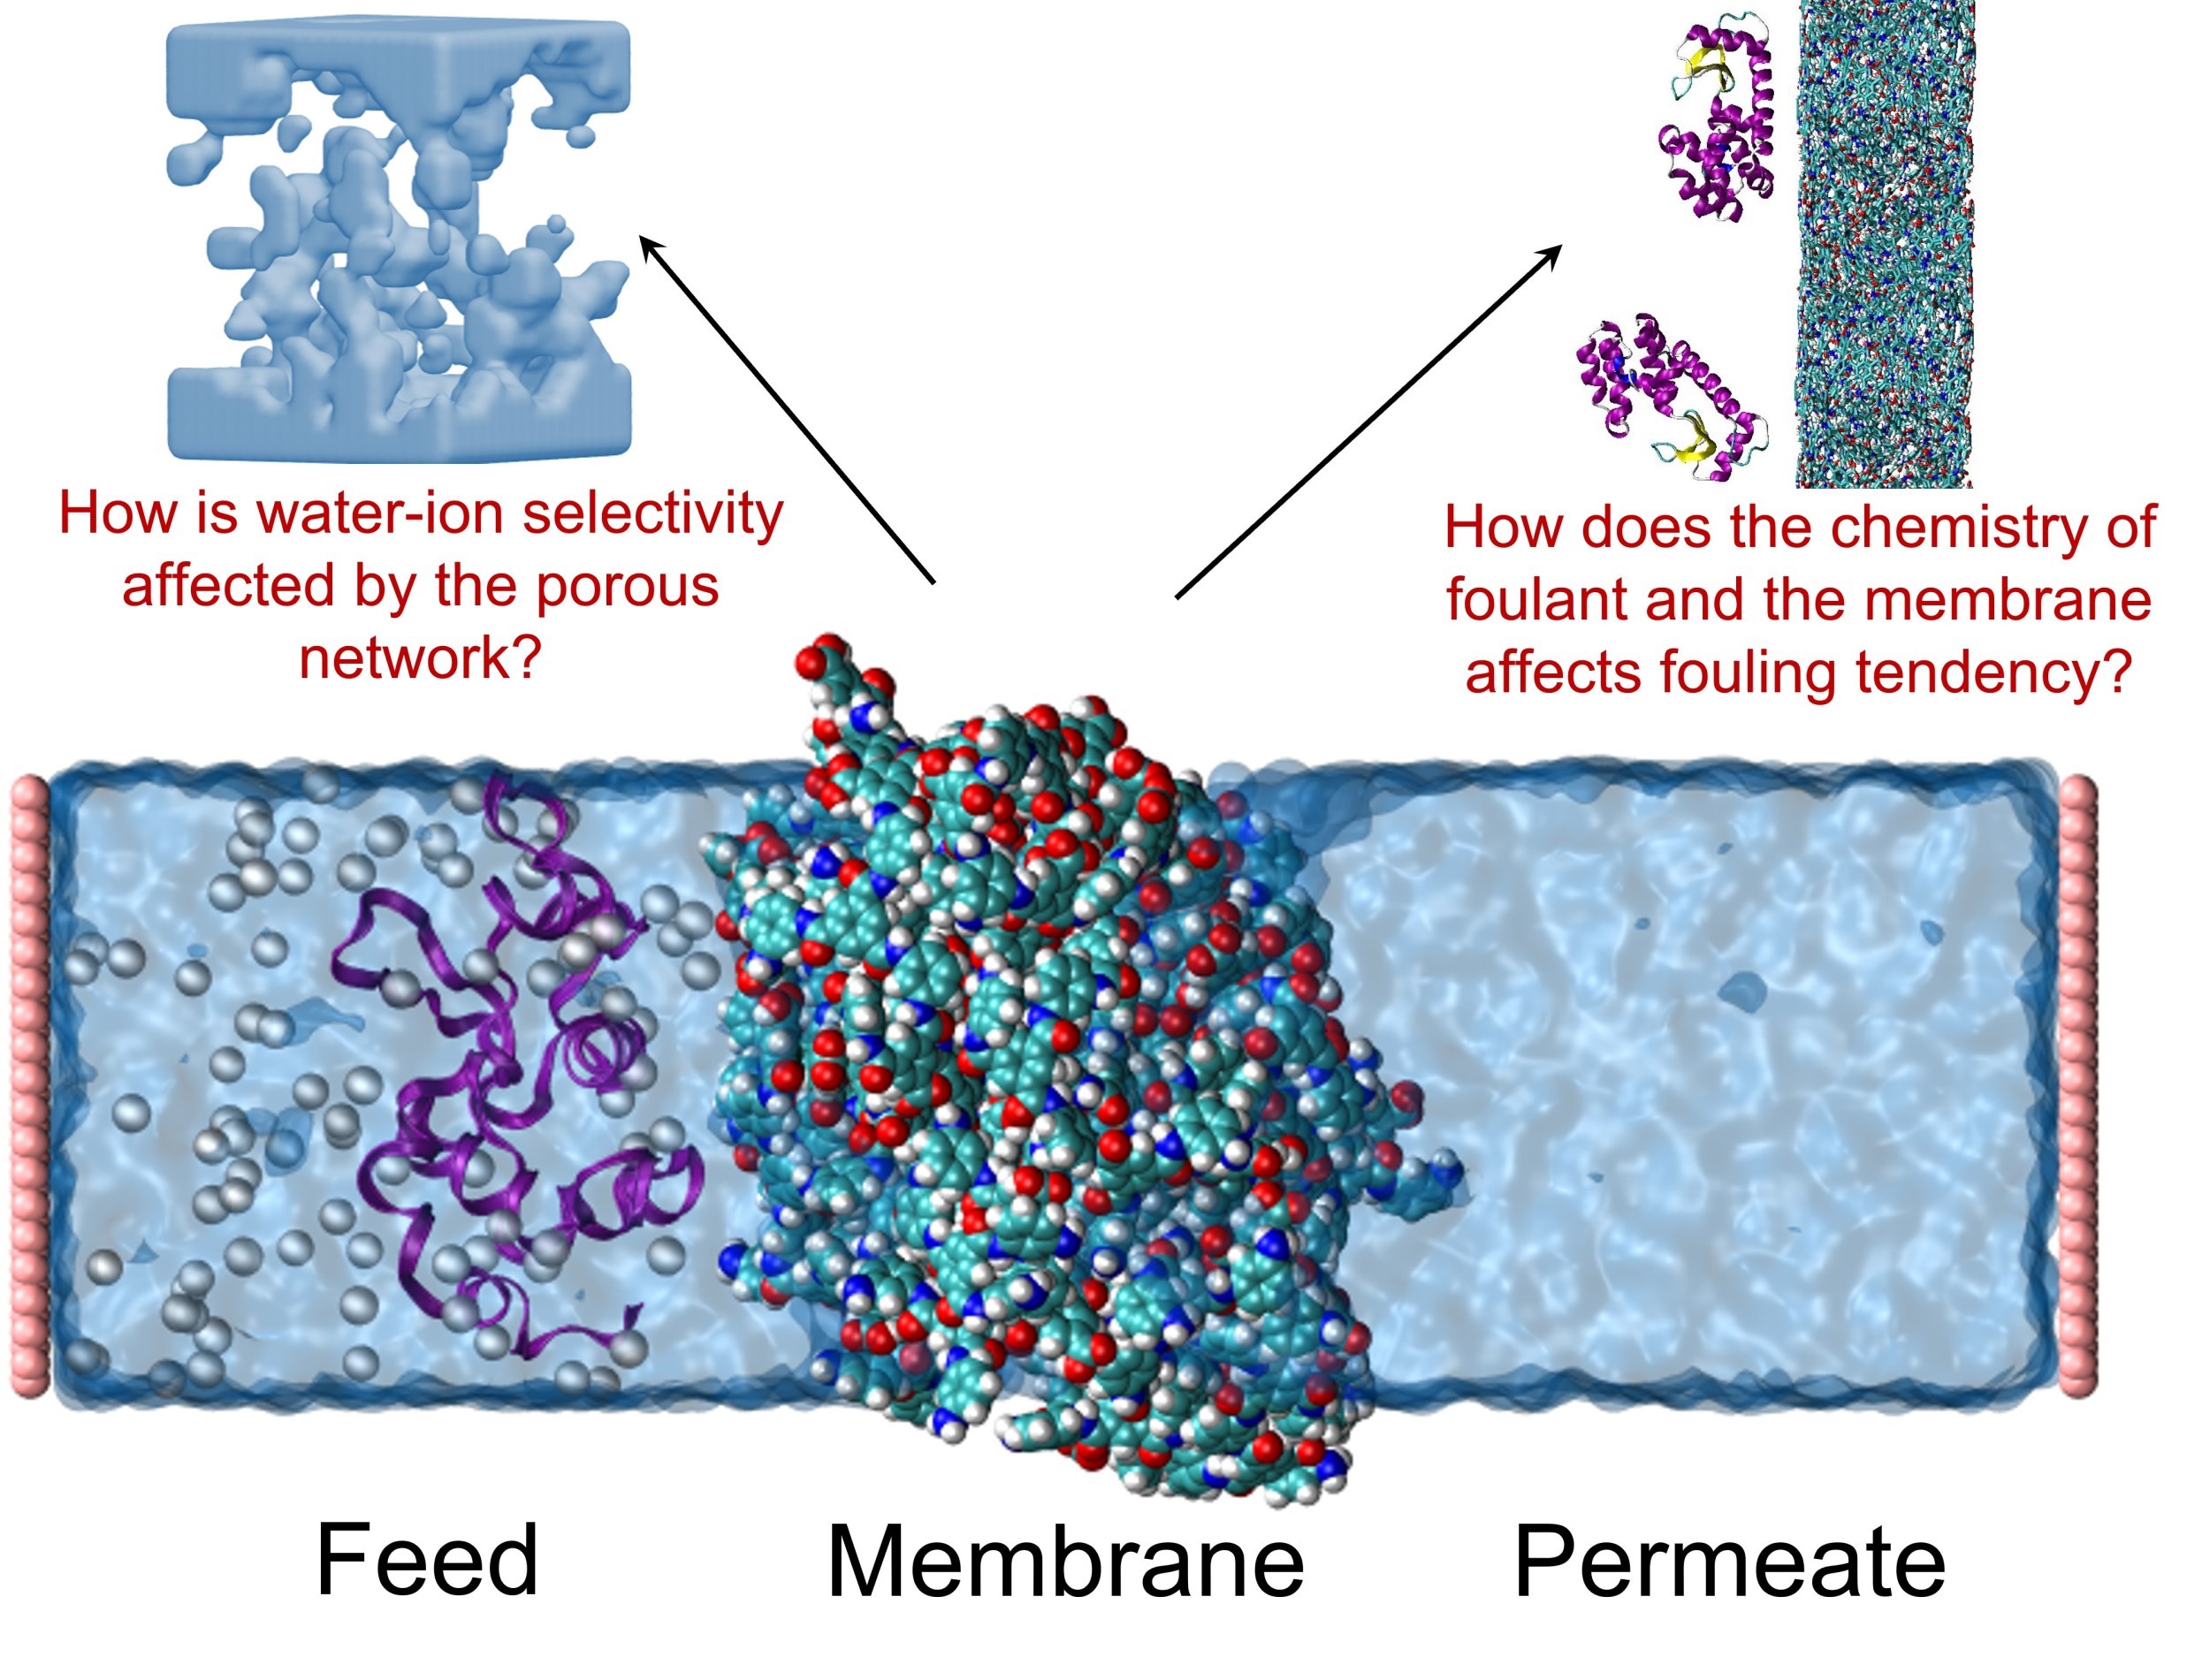 How is water-ion selectivity
affected by the porous
network?
How does the chemistry of
foulant and the membrane
affects fouling tendency?
Feed
Membrane
Permeate